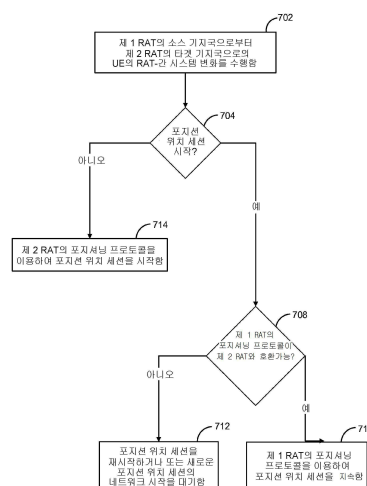 702
제 1 RAT의 소스 기지국으로부터
제 2 RAT의 타겟 기지국으로의
UE의 RAT-간 시스템 변화를 수행함
704
포지션
위치 세션
시작?
아니오
예
714
제 2 RAT의 포지셔닝 프로토콜을
이용하여 포지션 위치 세션을 시작함
708
제 1 RAT의
포지셔닝 프로토콜이
제 2 RAT와 호환가능?
아니오
예
712
포지션 위치 세션을
재시작하거나 또는 새로운
포지션 위치 세션의
네트워크 시작을 대기함
71
제 1 RAT의 포지셔닝
프로토콜을 이용하여
포지션 위치 세션을 지속함